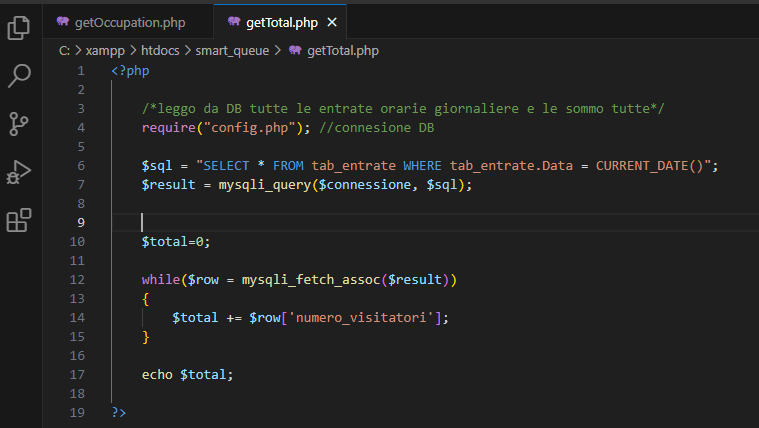 getOccupation.php
getTotal.php ×
C: > xampp > htdocs > smart_queue > getTotal.php
1 <?php
2
3 /*leggo da DB tutte le entrate orarie giornaliere e le sommo tutte*/
4 require("config.php"); //connesione DB
5
6 $sql = "SELECT * FROM tab_entrate WHERE tab_entrate.Data = CURRENT_DATE()";
7 $result = mysqli_query($connessione, $sql);
8
9
10 $total=0;
11
12 while($row = mysqli_fetch_assoc($result))
13 {
14 $total += $row['numero_visitatori'];
15 }
16
17 echo $total;
18
19 ?>